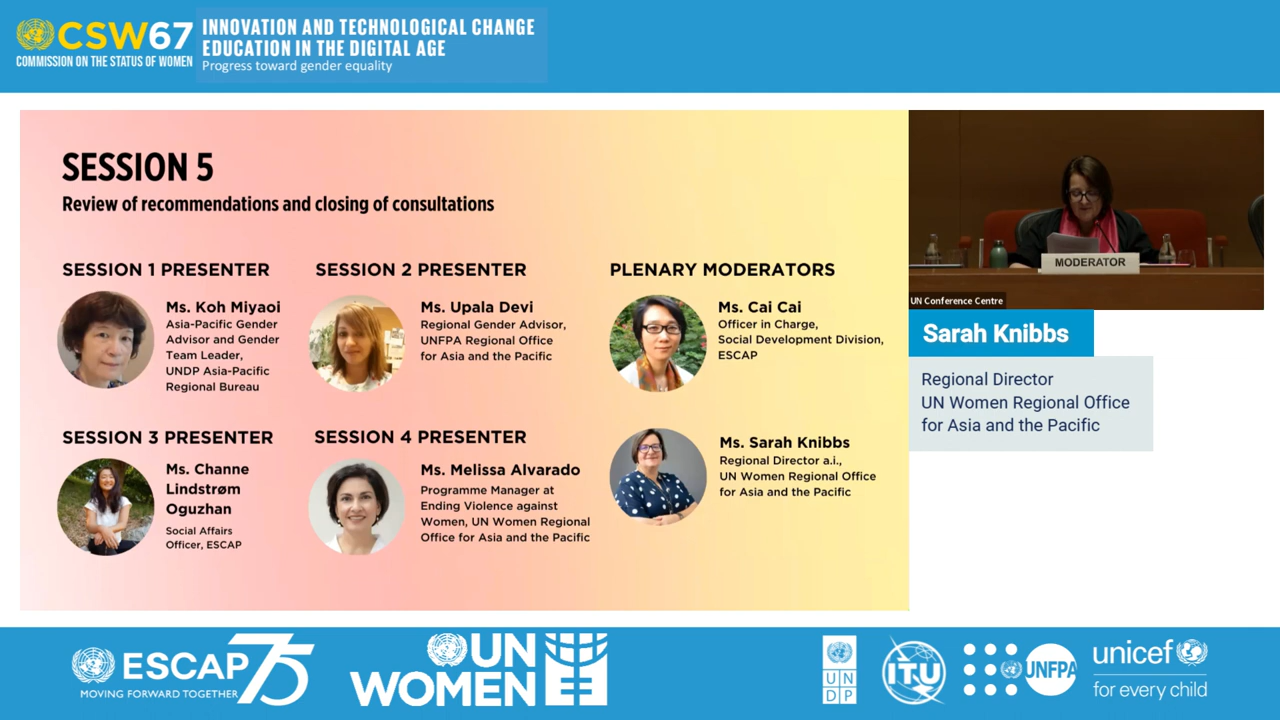 CSW67
COMMISSION ON THE STATUS OF WOMEN
INNOVATION AND TECHNOLOGICAL CHANGE
EDUCATION IN THE DIGITAL AGE
Progress toward gender equality
SESSION 5
Review of recommendations and closing of consultations
SESSION 1 PRESENTER
Ms. Koh Miyaoi
Asia-Pacific Gender
Advisor and Gender
Team Leader,
UNDP Asia-Pacific
Regional Bureau
SESSION 2 PRESENTER
Ms. Upala Devi
Regional Gender Advisor,
UNFPA Regional Office
for Asia and the Pacific
PLENARY MODERATORS
Ms. Cai Cai
Officer in Charge,
Social Development Division,
ESCAP
SESSION 3 PRESENTER
Ms. Channe
Lindstrøm
Oguzhan
Social Affairs
Officer, ESCAP
SESSION 4 PRESENTER
Ms. Melissa Alvarado
Programme Manager at
Ending Violence against
Women, UN Women Regional
Office for Asia and the Pacific
Ms. Sarah Knibbs
Regional Director a.i.,
UN Women Regional Office
for Asia and the Pacific
MODERATOR
UN Conference Centre
Sarah Knibbs
Regional Director
UN Women Regional Office
for Asia and the Pacific
ESCAP 75
MOVING FORWARD TOGETHER
UN
WOMEN
UN
DP
ITU
UNFPA
unicef
for every child